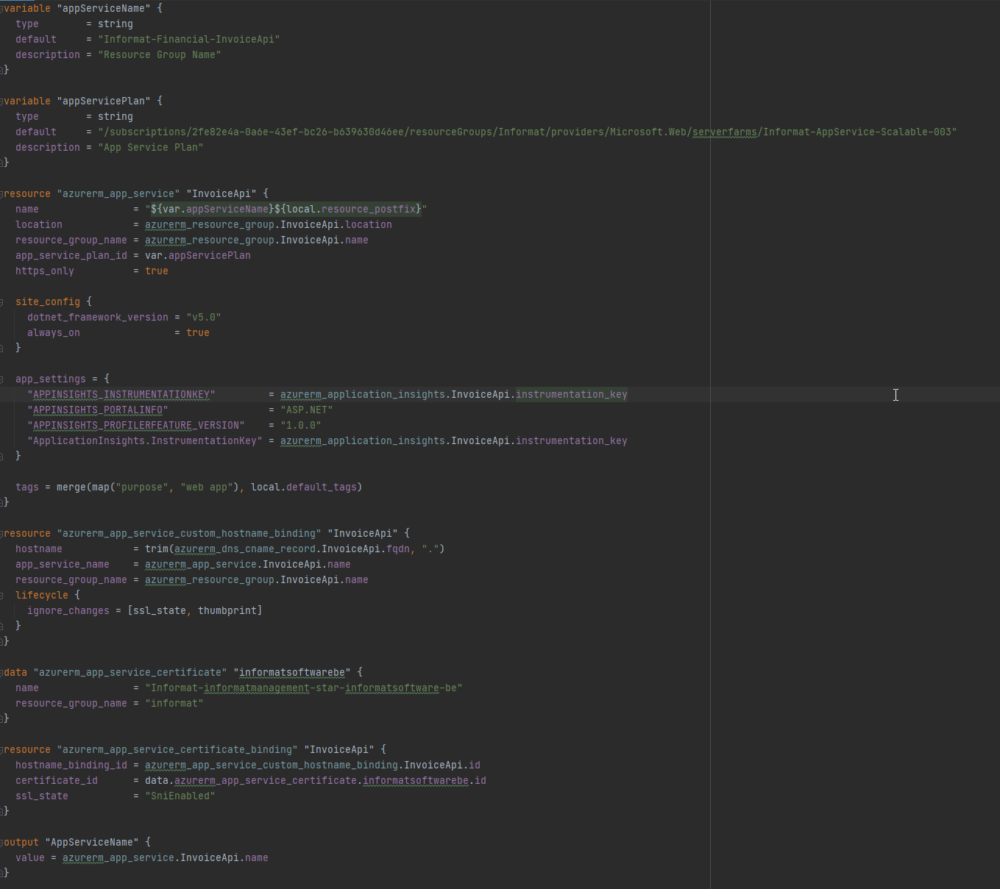 variable "appServiceName" {
  type        = string
  default     = "Informat-Financial-InvoiceApi"
  description = "Resource Group Name"
}

variable "appServicePlan" {
  type        = string
  default     = "/subscriptions/2fe82e4a-0a6e-43ef-bc26-b639630d46ee/resourceGroups/Informat/providers/Microsoft.Web/serverfarms/Informat-AppService-Scalable-003"
  description = "App Service Plan"
}

resource "azurerm_app_service" "InvoiceApi" {
  name                = "${var.appServiceName}${local.resource_postfix}"
  location            = azurerm_resource_group.InvoiceApi.location
  resource_group_name = azurerm_resource_group.InvoiceApi.name
  app_service_plan_id = var.appServicePlan
  https_only          = true

  site_config {
    dotnet_framework_version = "v5.0"
    always_on                = true
  }

  app_settings = {
    "APPINSIGHTS_INSTRUMENTATIONKEY"         = azurerm_application_insights.InvoiceApi.instrumentation_key
    "APPINSIGHTS_PORTALINFO"                 = "ASP.NET"
    "APPINSIGHTS_PROFILERFEATURE_VERSION"    = "1.0.0"
    "ApplicationInsights.InstrumentationKey" = azurerm_application_insights.InvoiceApi.instrumentation_key
  }

  tags = merge(map("purpose", "web app"), local.default_tags)
}

resource "azurerm_app_service_custom_hostname_binding" "InvoiceApi" {
  hostname            = trim(azurerm_dns_cname_record.InvoiceApi.fqdn, ".")
  app_service_name    = azurerm_app_service.InvoiceApi.name
  resource_group_name = azurerm_resource_group.InvoiceApi.name
  lifecycle {
    ignore_changes = [ssl_state, thumbprint]
  }
}

data "azurerm_app_service_certificate" "informatsoftwarebe" {
  name                = "Informat-informatmanagement-star-informatsoftware-be"
  resource_group_name = "informat"
}

resource "azurerm_app_service_certificate_binding" "InvoiceApi" {
  hostname_binding_id = azurerm_app_service_custom_hostname_binding.InvoiceApi.id
  certificate_id      = data.azurerm_app_service_certificate.informatsoftwarebe.id
  ssl_state           = "SniEnabled"
}

output "AppServiceName" {
  value = azurerm_app_service.InvoiceApi.name
}